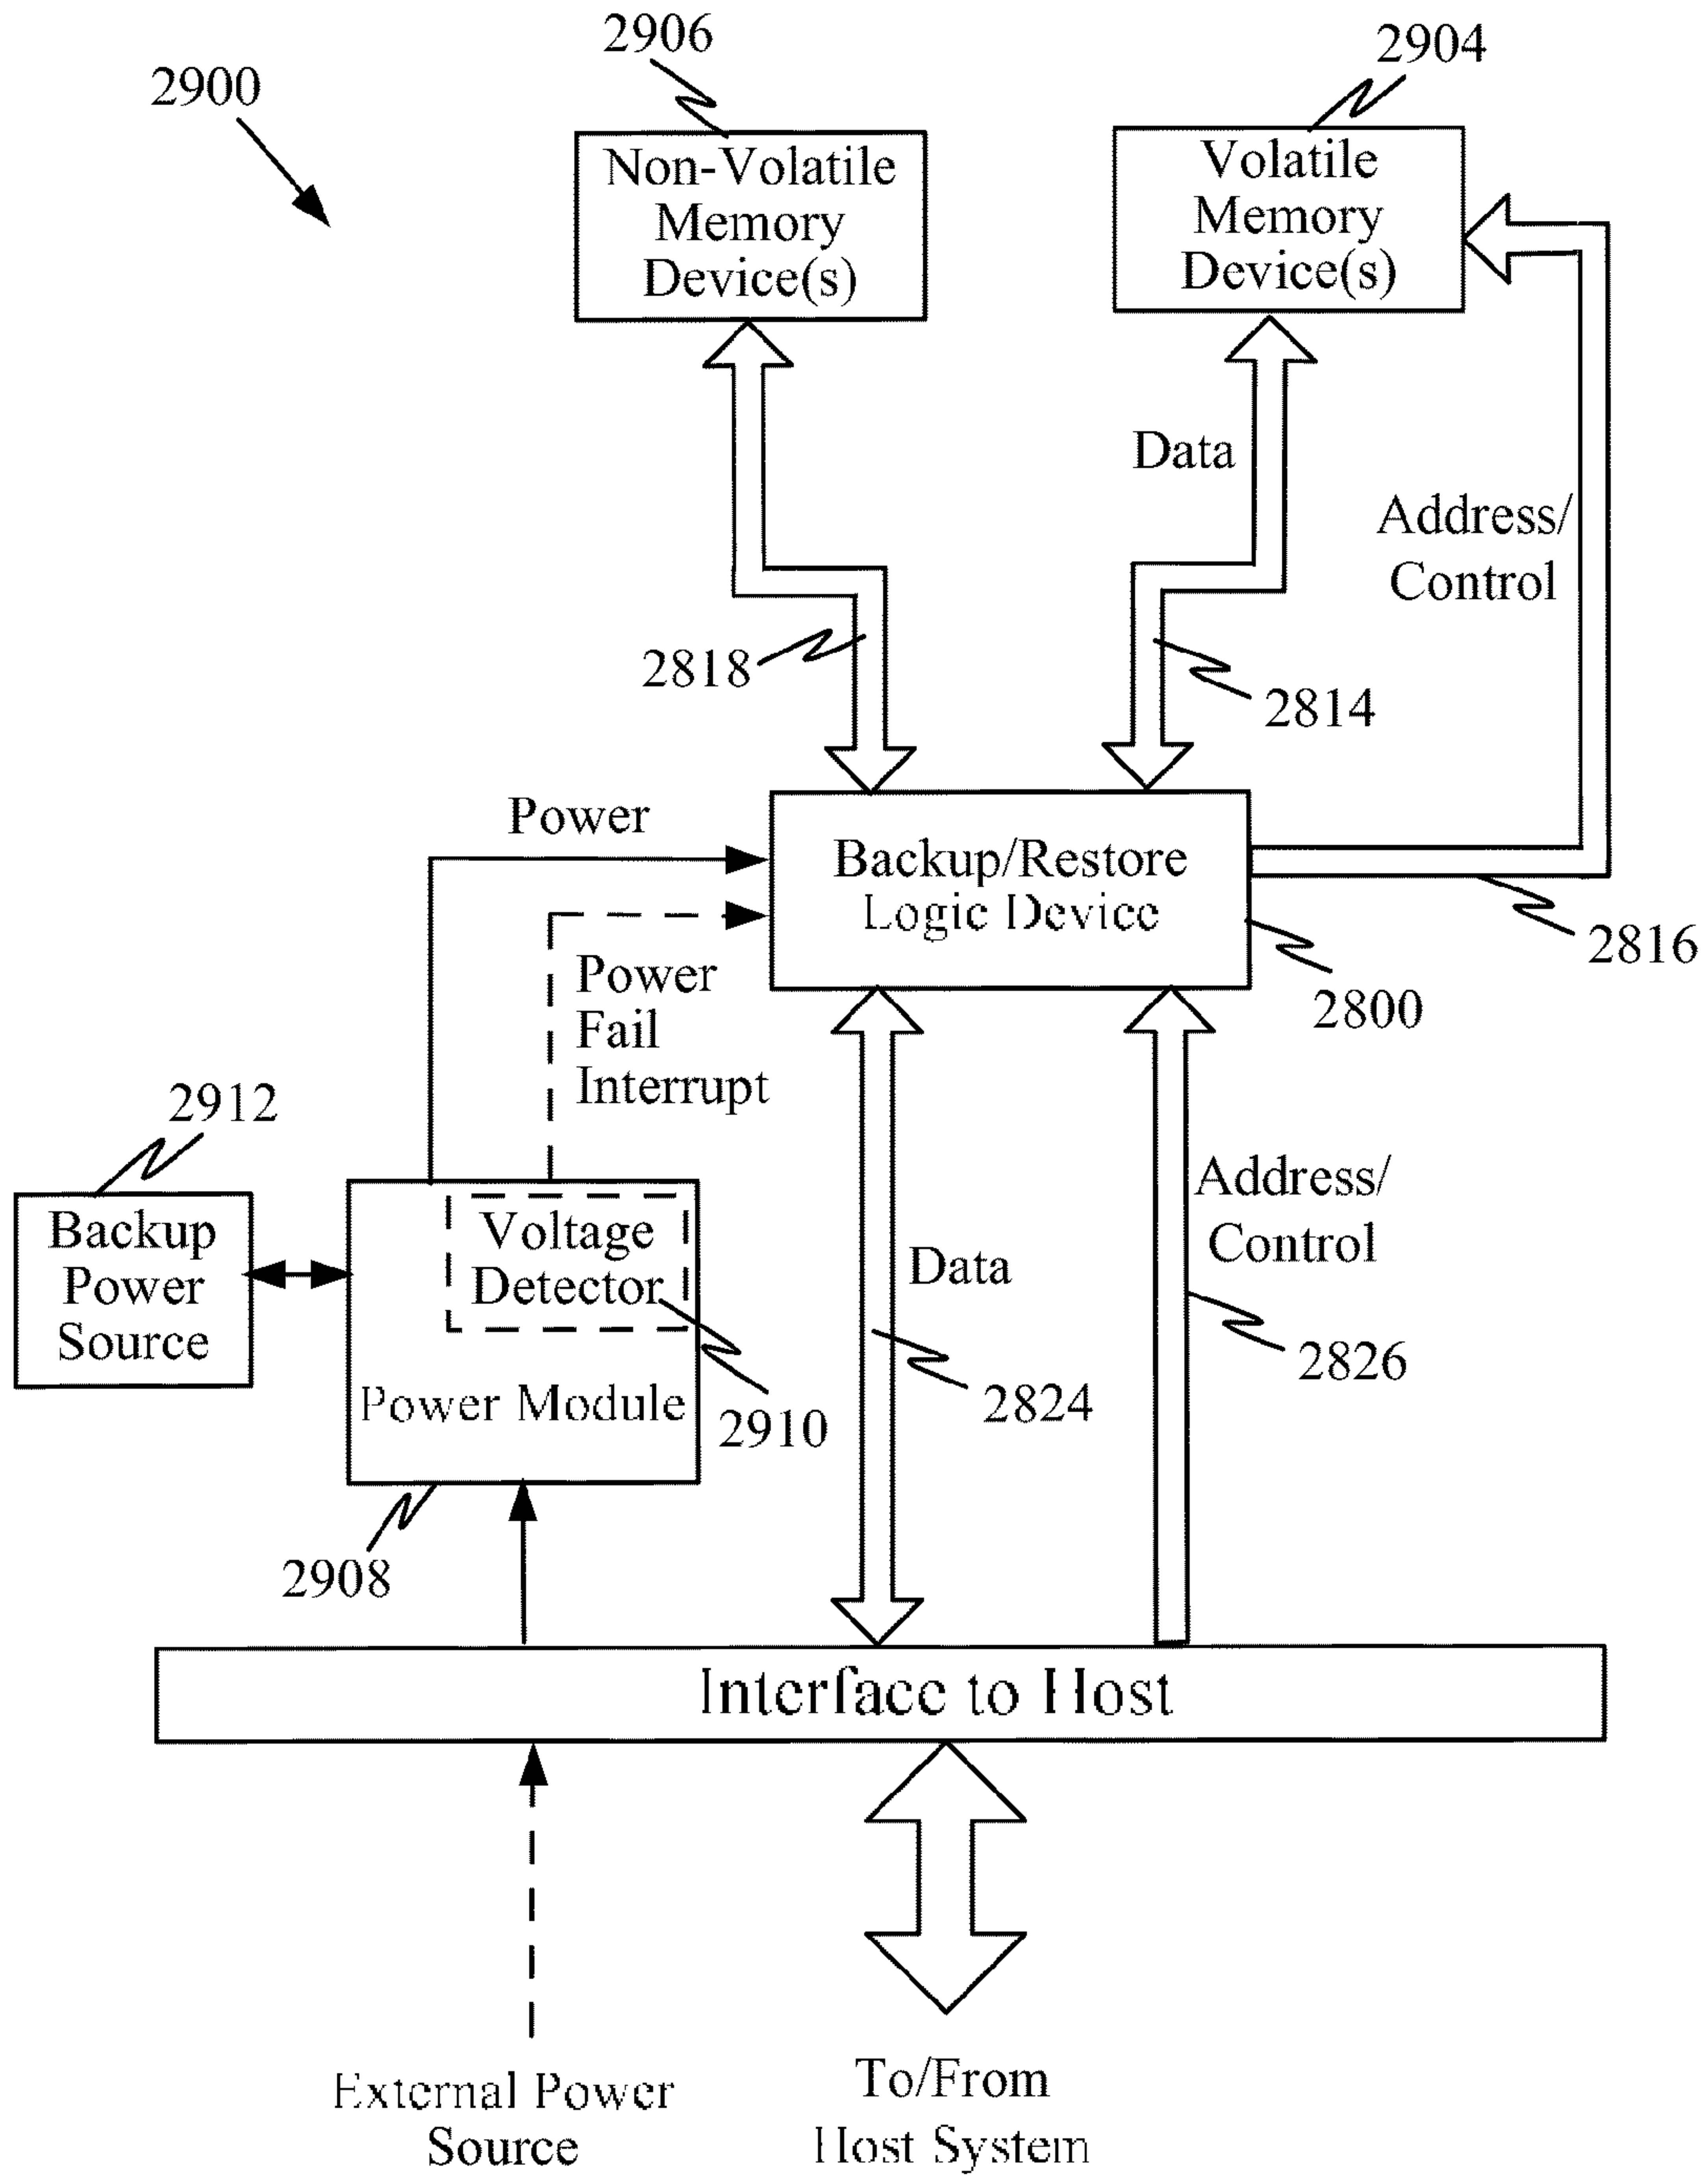 2906
2904
2900
Non-Volatile
Memory
Device(s)
Volatile
Memory
Device(s)
Data
Address/
Control
2818
2814
Power
Backup/Restore
Logic Device
2816
2800
Power
Fail
Interrupt
2912
Backup
Power
Source
Voltage
Detector
Power Module
2910
2908
Data
2824
Address/
Control
2826
Interface to Host
External Power
Source
To/From
Host System